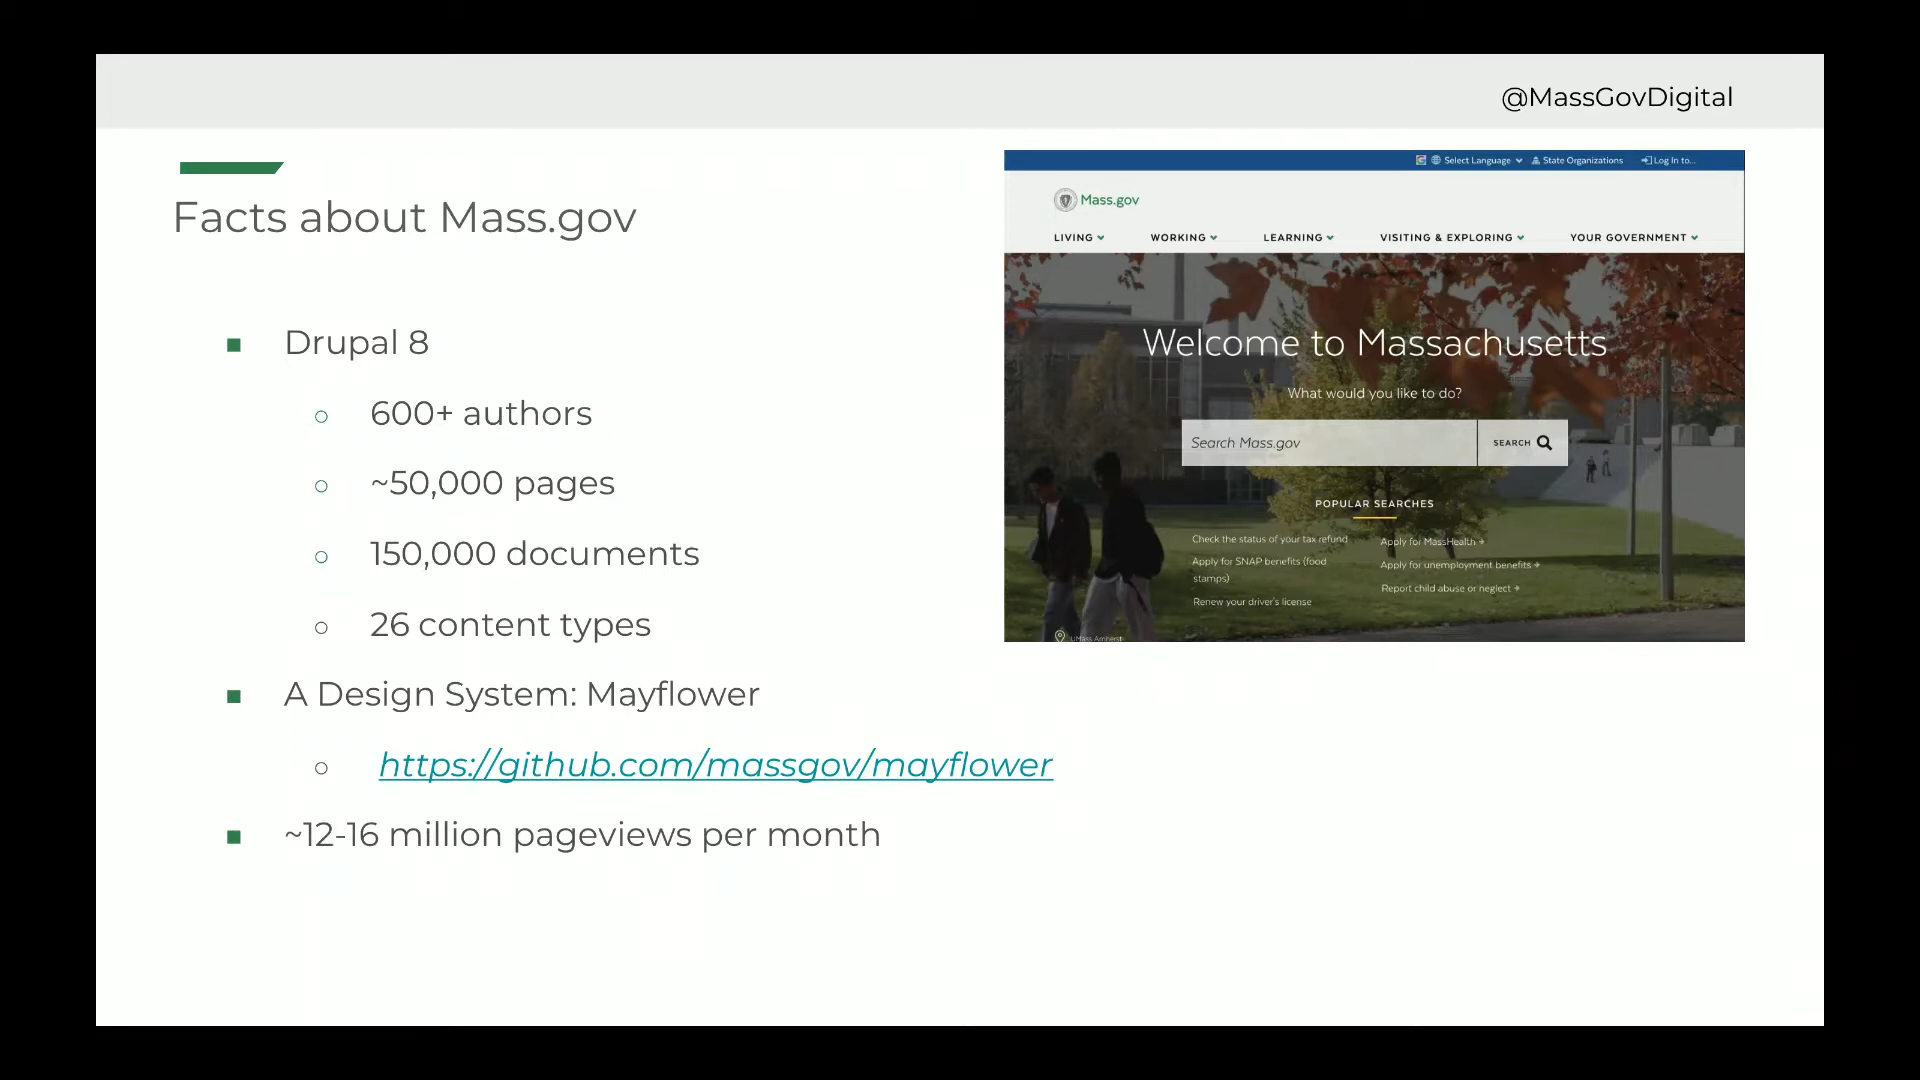 @MassGovDigital
Facts about Mass.gov
Drupal 8
600+ authors
~50,000 pages
150,000 documents
26 content types
A Design System: Mayflower
https://github.com/massgov/mayflower
~12-16 million pageviews per month
Select Language State Organizations Log In to...
Mass.gov
LIVING WORKING LEARNING VISITING & EXPLORING YOUR GOVERNMENT
Welcome to Massachusetts
What would you like to do?
Search Mass.gov SEARCH
POPULAR SEARCHES
Check the status of your tax refund
Apply for SNAP benefits (food
stamps)
Renew your driver's license
Apply for MassHealth →
Apply for unemployment benefits →
Report child abuse or neglect →
UMass Amherst